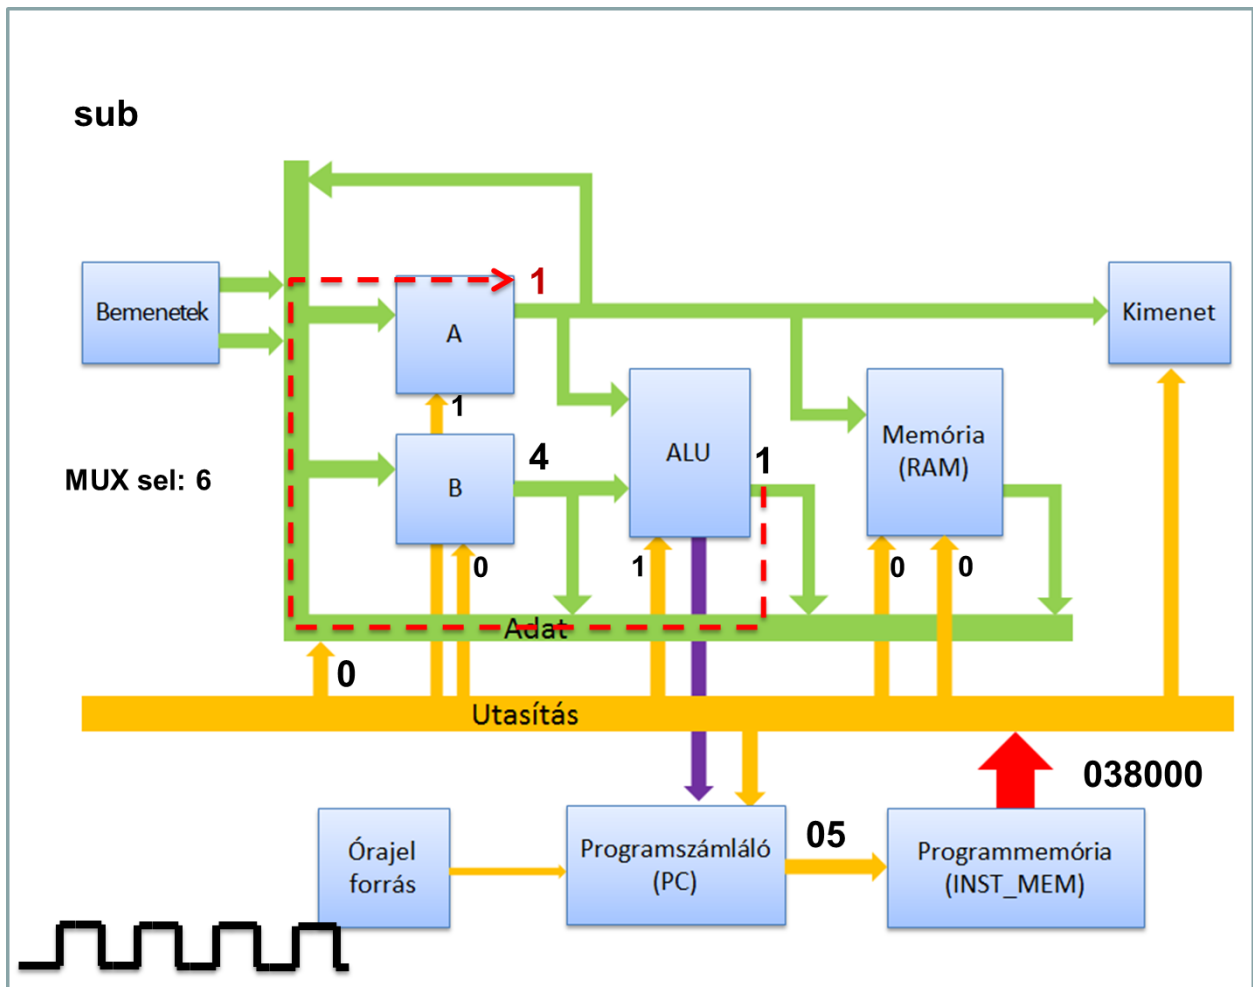 sub
Bemenetek
A
1
Kimenet
1
MUX sel: 6
B
4
ALU
1
Memória
(RAM)
0
1
0
0
Adat
0
Utasítás
038000
Órajel
forrás
Programszámláló
(PC)
05
Programmemória
(INST_MEM)